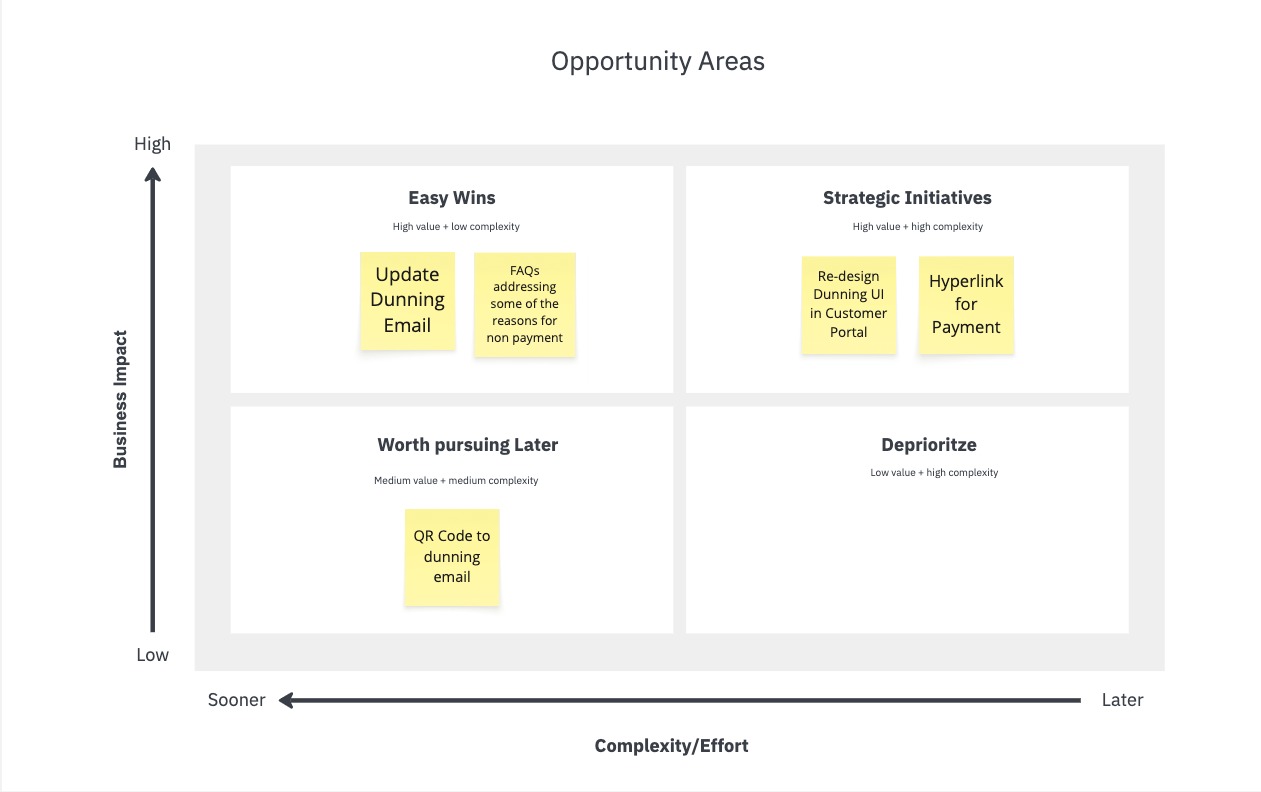 Opportunity Areas
High
Easy Wins
High value + low complexity
Update
Dunning
Email
FAQs
addressing
some of the
reasons for
non payment
Strategic Initiatives
High value + high complexity
Re-design
Dunning UI
in Customer
Portal
Hyperlink
for
Payment
Business Impact
Worth pursuing Later
Medium value + medium complexity
QR Code to
dunning
email
Deprioritze
Low value + high complexity
Low
Sooner
Later
Complexity/Effort